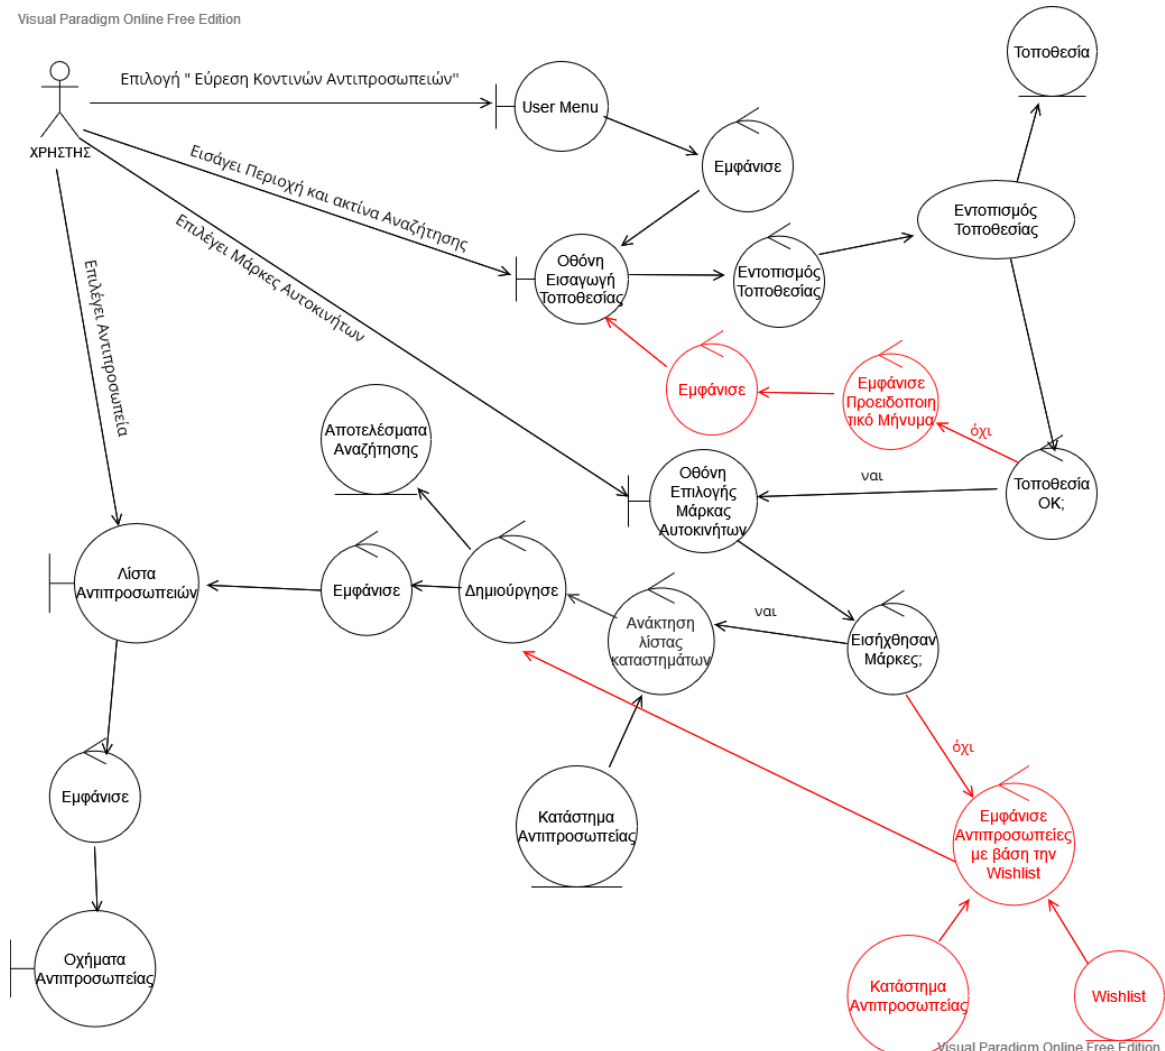 Visual Paradigm Online Free Edition
Τοποθεσία
Επιλογή " Εύρεση Κοντινών Αντιπροσωπειών"
User Menu
ΧΡΗΣΤΗΣ
Εμφάνισε
Εισάγει Περιοχή και ακτίνα Αναζήτησης
Εντοπισμός
Τοποθεσίας
Επιλέγει Μάρκες Αυτοκινήτων
Οθόνη
Εισαγωγή
Τοποθεσίας
Εντοπισμός
Τοποθεσίας
Επιλέγει Αντιπροσωπεία
Εμφάνισε
Εμφάνισε
Προειδοποιη
τικό Μήνυμα
όχι
Αποτελέσματα
Αναζήτησης
Οθόνη
Επιλογής
Μάρκας
Αυτοκινήτων
ναι
Τοποθεσία
OK;
Λίστα
Αντιπροσωπειών
Εμφάνισε
Δημιούργησε
Ανάκτηση
λίστας
καταστημάτων
ναι
Εισήχθησαν
Μάρκες;
όχι
Εμφάνισε
Κατάστημα
Αντιπροσωπείας
Εμφάνισε
Αντιπροσωπείες
με βάση την
Wishlist
Οχήματα
Αντιπροσωπείας
Κατάστημα
Αντιπροσωπείας
Wishlist
Visual Paradigm Online Free Edition